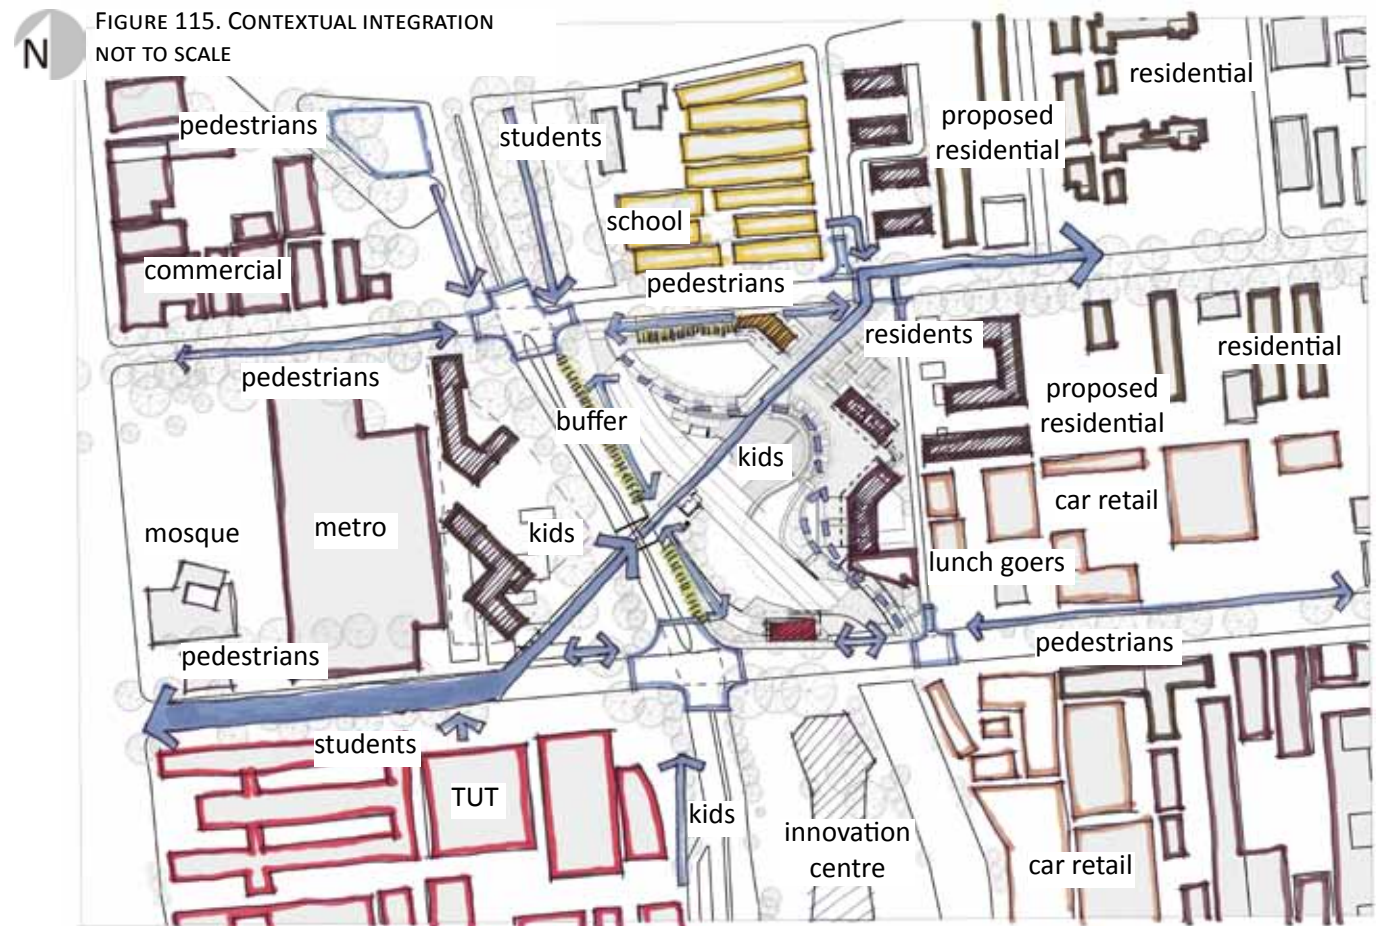 N
FIGURE 115. CONTEXTUAL INTEGRATION
NOT TO SCALE
residential
proposed
residential
pedestrians
students
school
commercial
pedestrians
residents
residential
pedestrians
proposed
residential
buffer
kids
car retail
mosque
metro
kids
lunch goers
pedestrians
pedestrians
students
TUT
kids
innovation
centre
car retail